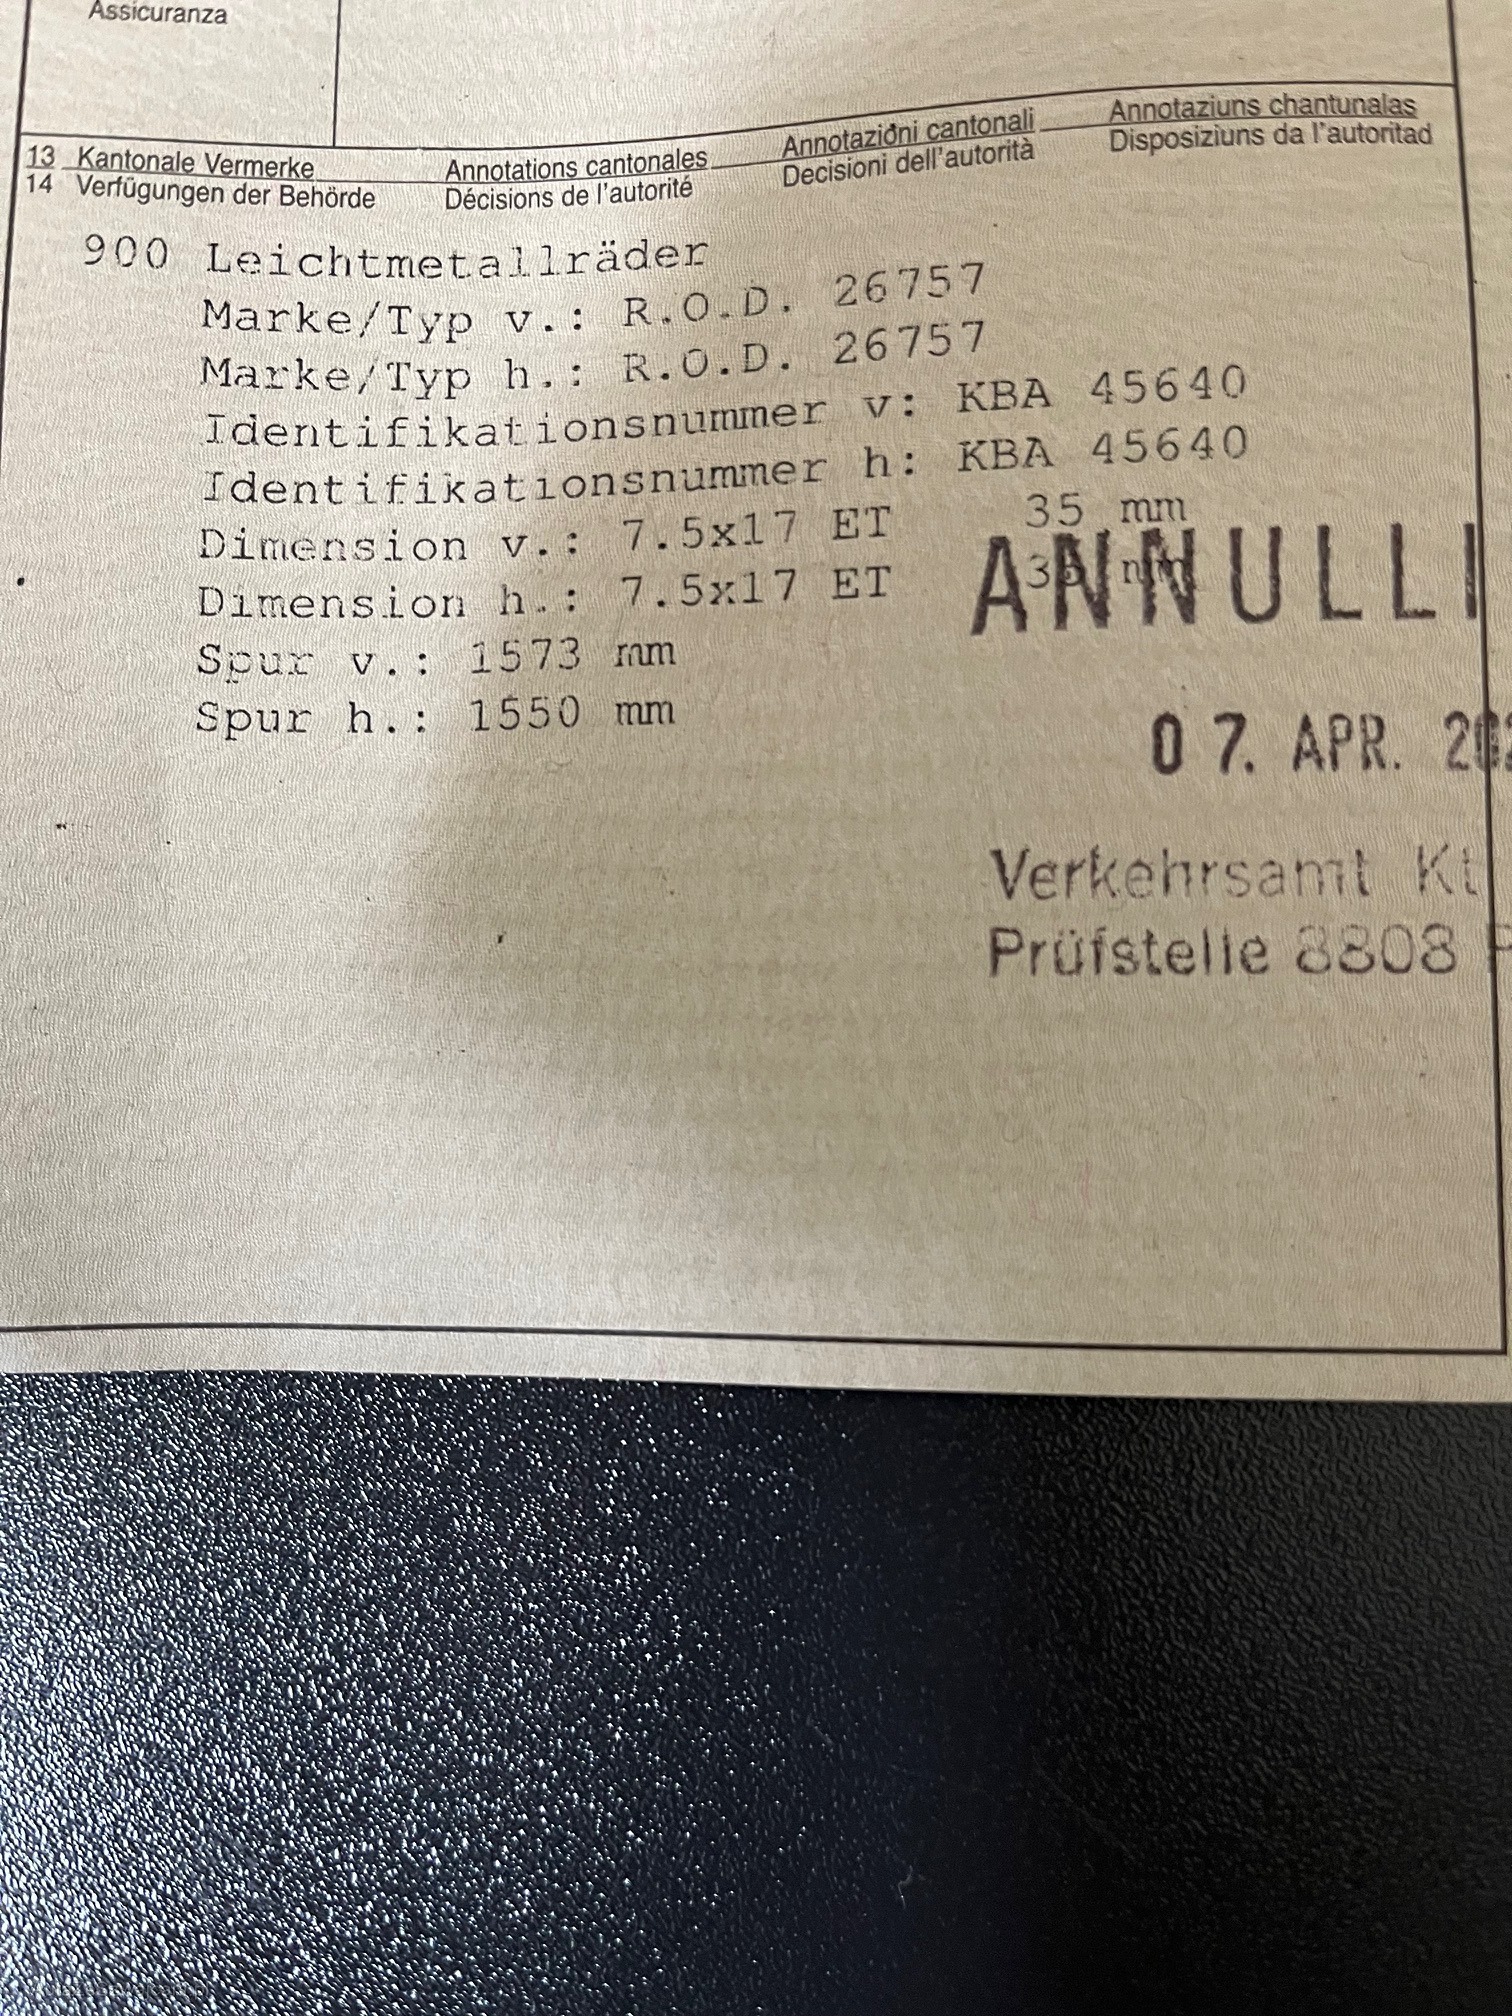 Assicuranza
13 Kantonale Vermerke Annotations cantonales Annotazioni cantonali Annotaziuns chantunalas
14 Verfügungen der Behörde Décisions de l'autorité Decisioni dell'autorità Disposiziuns da l'autoritad
900 Leichtmetallräder
Marke/Typ v.: R.O.D. 26757
Marke/Typ h.: R.O.D. 26757
Identifikationsnummer v: KBA 45640
Identifikationsnummer h: KBA 45640
Dimension v.: 7.5x17 ET 35 mm
Dimension h.: 7.5x17 ET mm
ANNULLI
Spur v.: 1573 mm
Spur h.: 1550 mm
07. APR.
Verkehrsamt Kt
Prüfstelle 8808